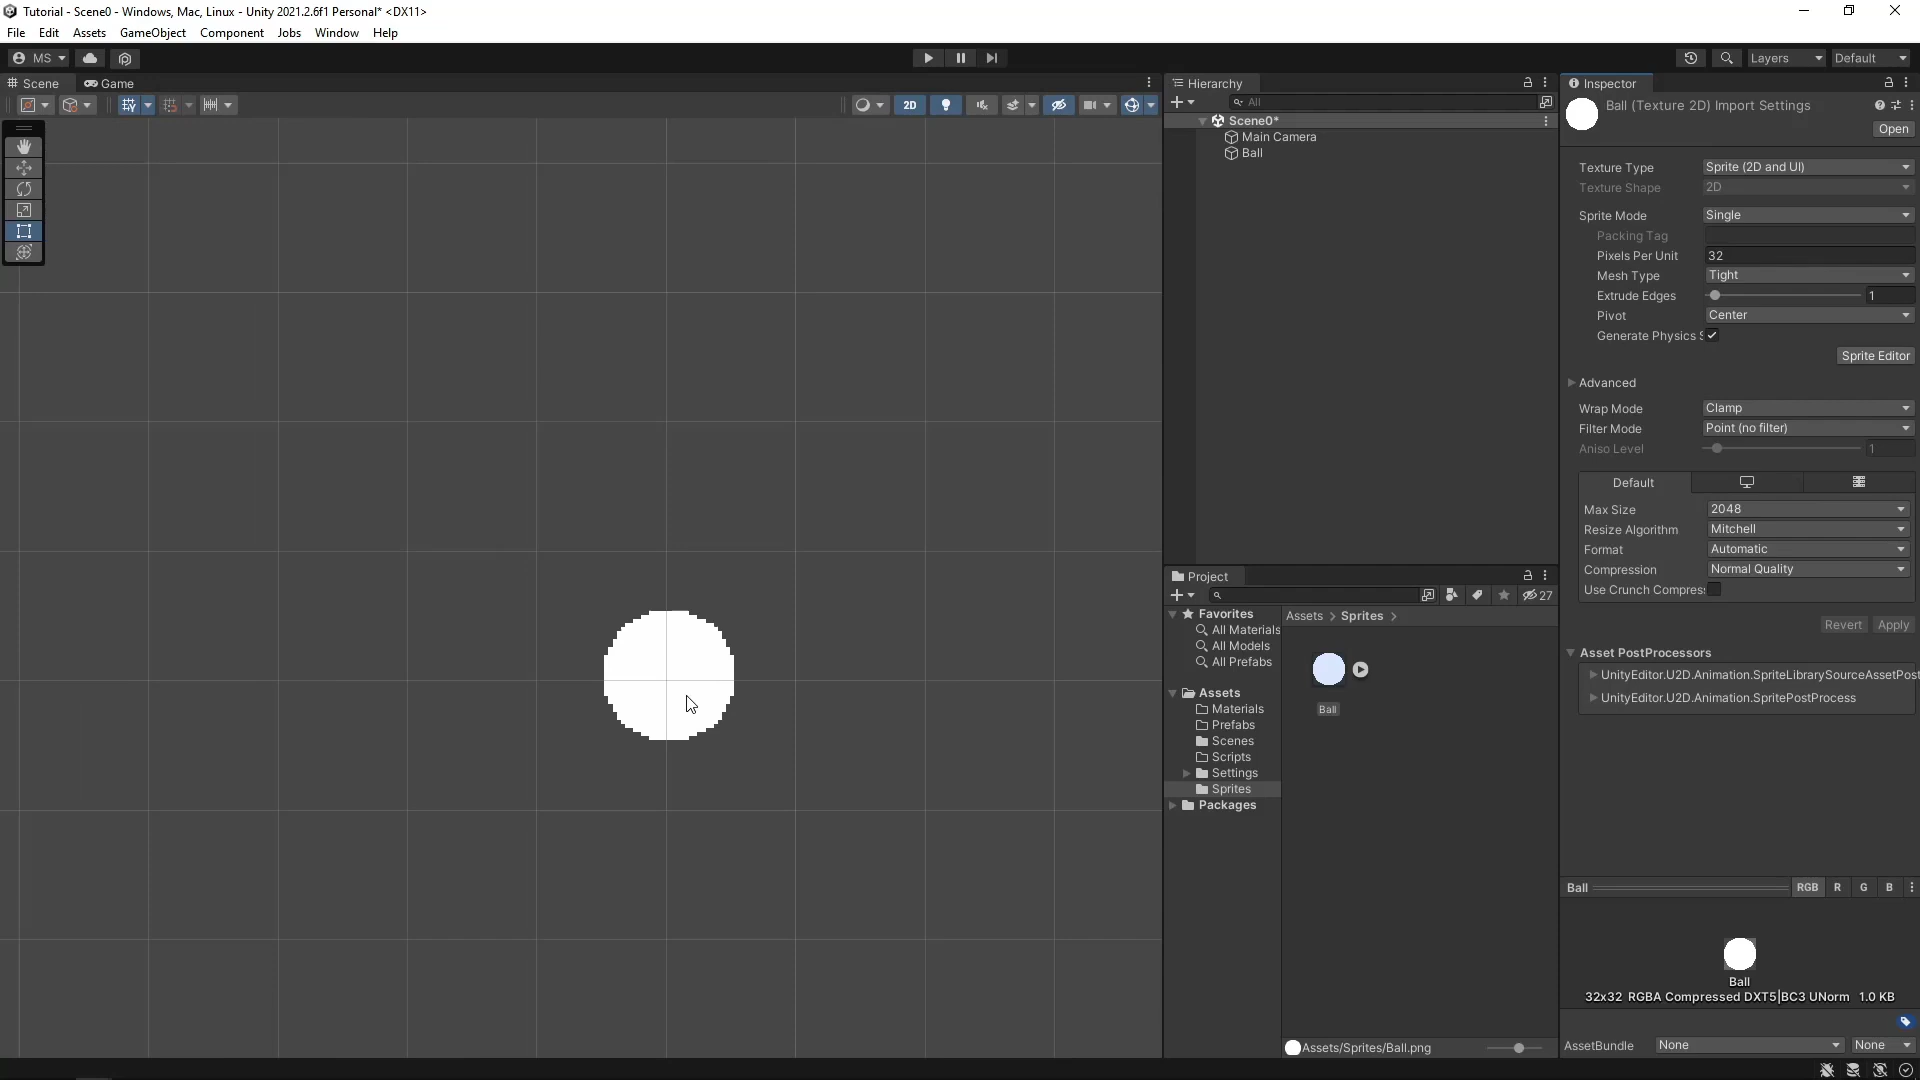 Tutorial - Scene0 - Windows, Mac, Linux - Unity 2021.2.6f1 Personal* <DX11>
File Edit Assets GameObject Component Jobs Window Help
MS
Layers
Default
Scene
Game
2D
Hierarchy
All
Scene0*
Main Camera
Ball
Project
27
Favorites
All Materials
All Models
All Prefabs
Assets
Materials
Prefabs
Scenes
Scripts
Settings
Sprites
Packages
Assets > Sprites >
Ball
Assets/Sprites/Ball.png
Inspector
Ball (Texture 2D) Import Settings
Open
Texture Type Sprite (2D and UI)
Texture Shape 2D
Sprite Mode Single
Packing Tag
Pixels Per Unit 32
Mesh Type Tight
Extrude Edges 1
Pivot Center
Generate Physics S
Sprite Editor
Advanced
Wrap Mode Clamp
Filter Mode Point (no filter)
Aniso Level 1
Default
Max Size 2048
Resize Algorithm Mitchell
Format Automatic
Compression Normal Quality
Use Crunch Compress
Revert Apply
Asset PostProcessors
UnityEditor.U2D.Animation.SpriteLibrarySourceAssetPost
UnityEditor.U2D.Animation.SpritePostProcess
Ball RGB R G B
Ball
32x32 RGBA Compressed DXT5|BC3 UNorm 1.0 KB
AssetBundle None None